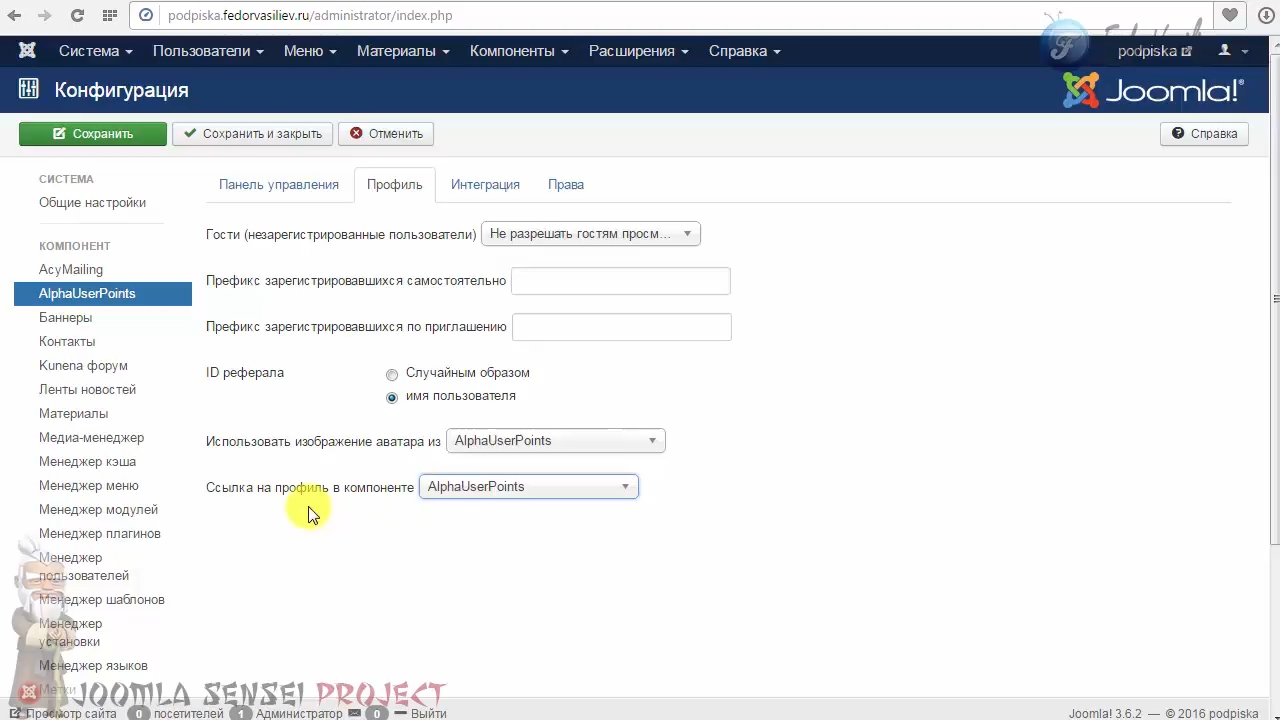 podpiska.fedorvasiliev.ru/administrator/index.php
Система Пользователи Меню Материалы Компоненты Расширения Справка podpiska
Конфигурация
Joomla!®
Сохранить Сохранить и закрыть Отменить Справка
СИСТЕМА
Общие настройки
КОМПОНЕНТ
AcyMailing
AlphaUserPoints
Баннеры
Контакты
Kunena форум
Ленты новостей
Материалы
Медиа-менеджер
Менеджер кэша
Менеджер меню
Менеджер модулей
Менеджер плагинов
Менеджер
пользователей
Менеджер шаблонов
Менеджер
установки
Менеджер языков
Метки
Панель управления Профиль Интеграция Права
Гости (незарегистрированные пользователи) Не разрешать гостям просм...
Префикс зарегистрировавшихся самостоятельно
Префикс зарегистрировавшихся по приглашению
ID реферала Случайным образом
имя пользователя
Использовать изображение аватара из AlphaUserPoints
Ссылка на профиль в компоненте AlphaUserPoints
JOOMLA SENSEI PROJECT
Просмотр сайта 0 посетителей 1 Администратор 0 Выйти
Joomla! 3.6.2 — © 2016 podpiska